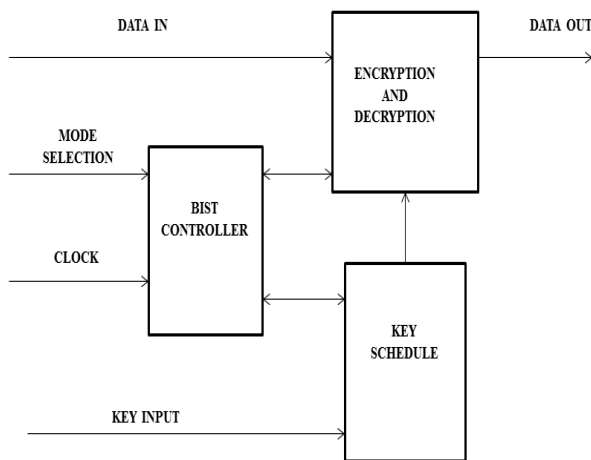 DATA IN
DATA OUT
ENCRYPTION
AND
DECRYPTION
MODE
SELECTION
BIST
CONTROLLER
CLOCK
KEY
SCHEDULE
KEY INPUT